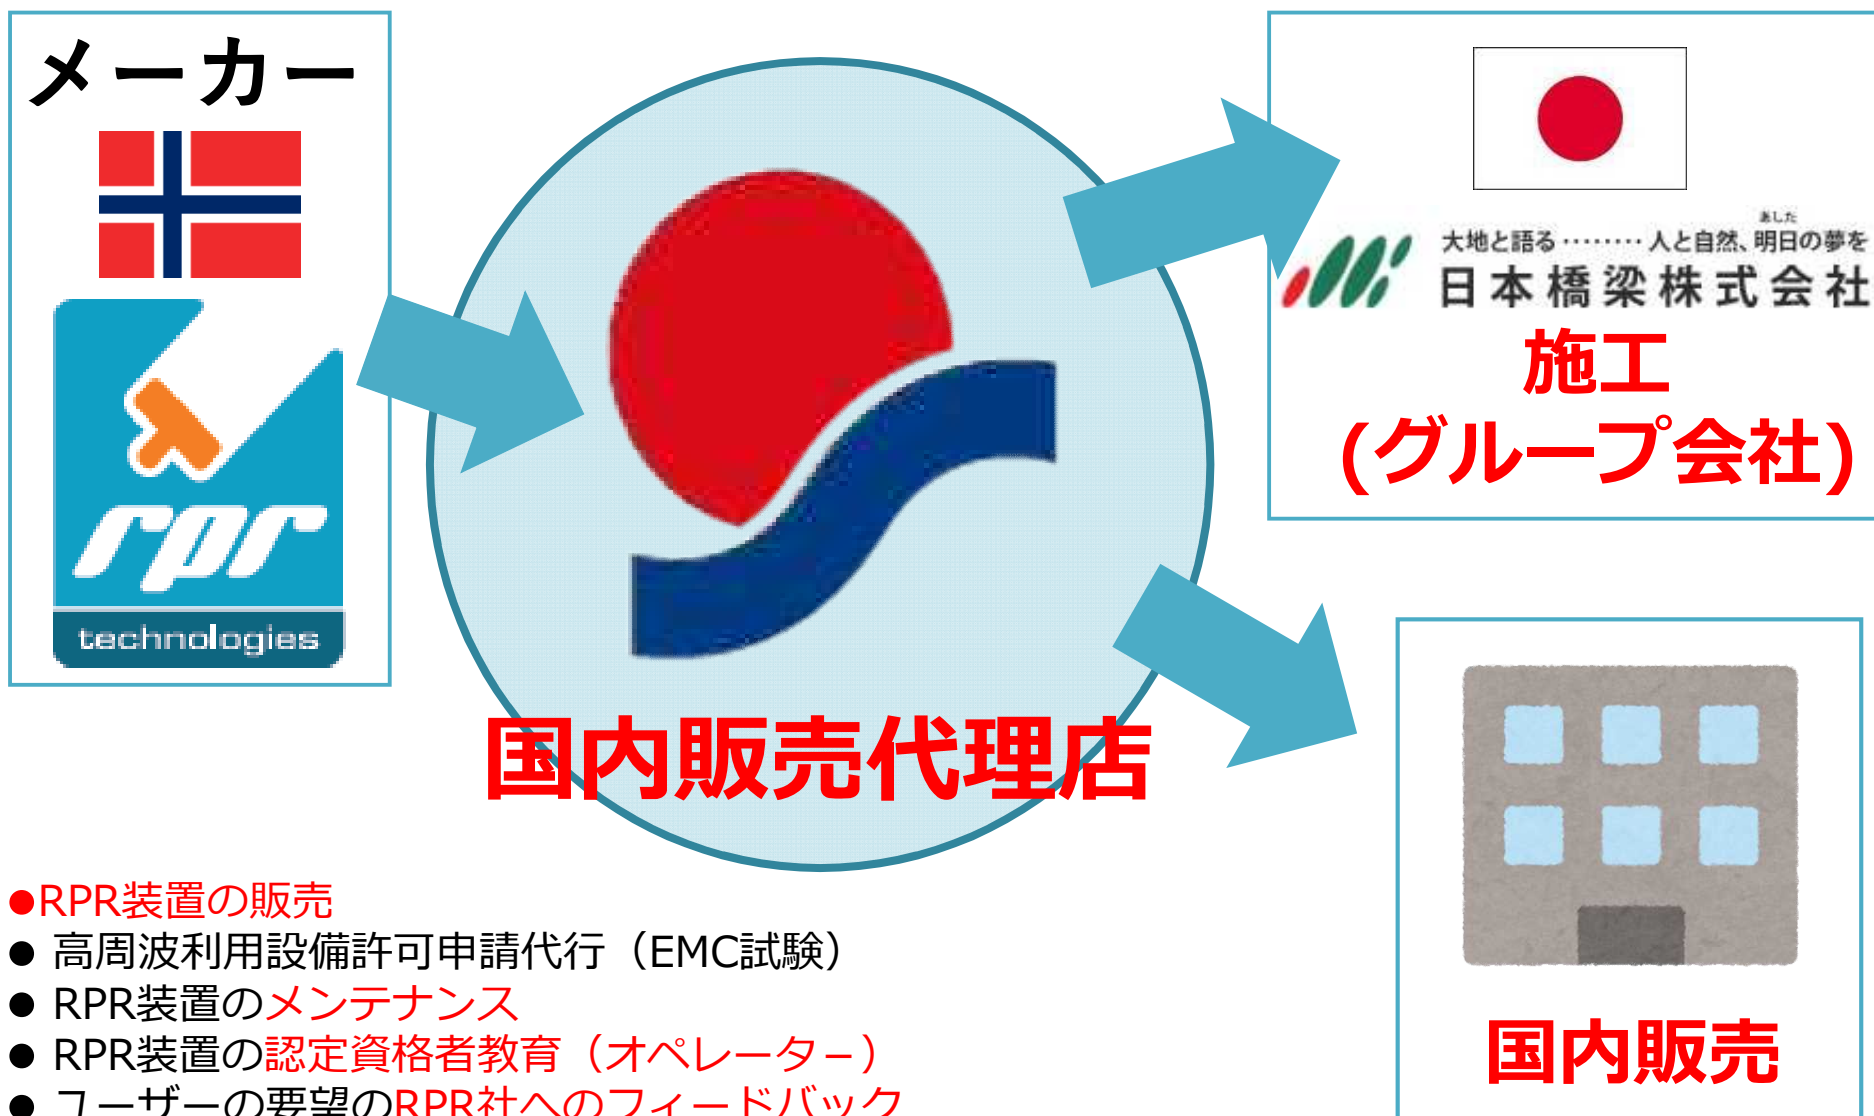 メーカー
rpr
technologies
国内販売代理店
あした
大地と語る ‥‥‥‥ 人と自然、明日の夢を
日本橋梁株式会社
施工
(グループ会社)
国内販売
●RPR装置の販売
● 高周波利用設備許可申請代行（EMC試験）
● RPR装置のメンテナンス
● RPR装置の認定資格者教育（オペレータ－）
● ユーザーの要望のRPR社へのフィードバック